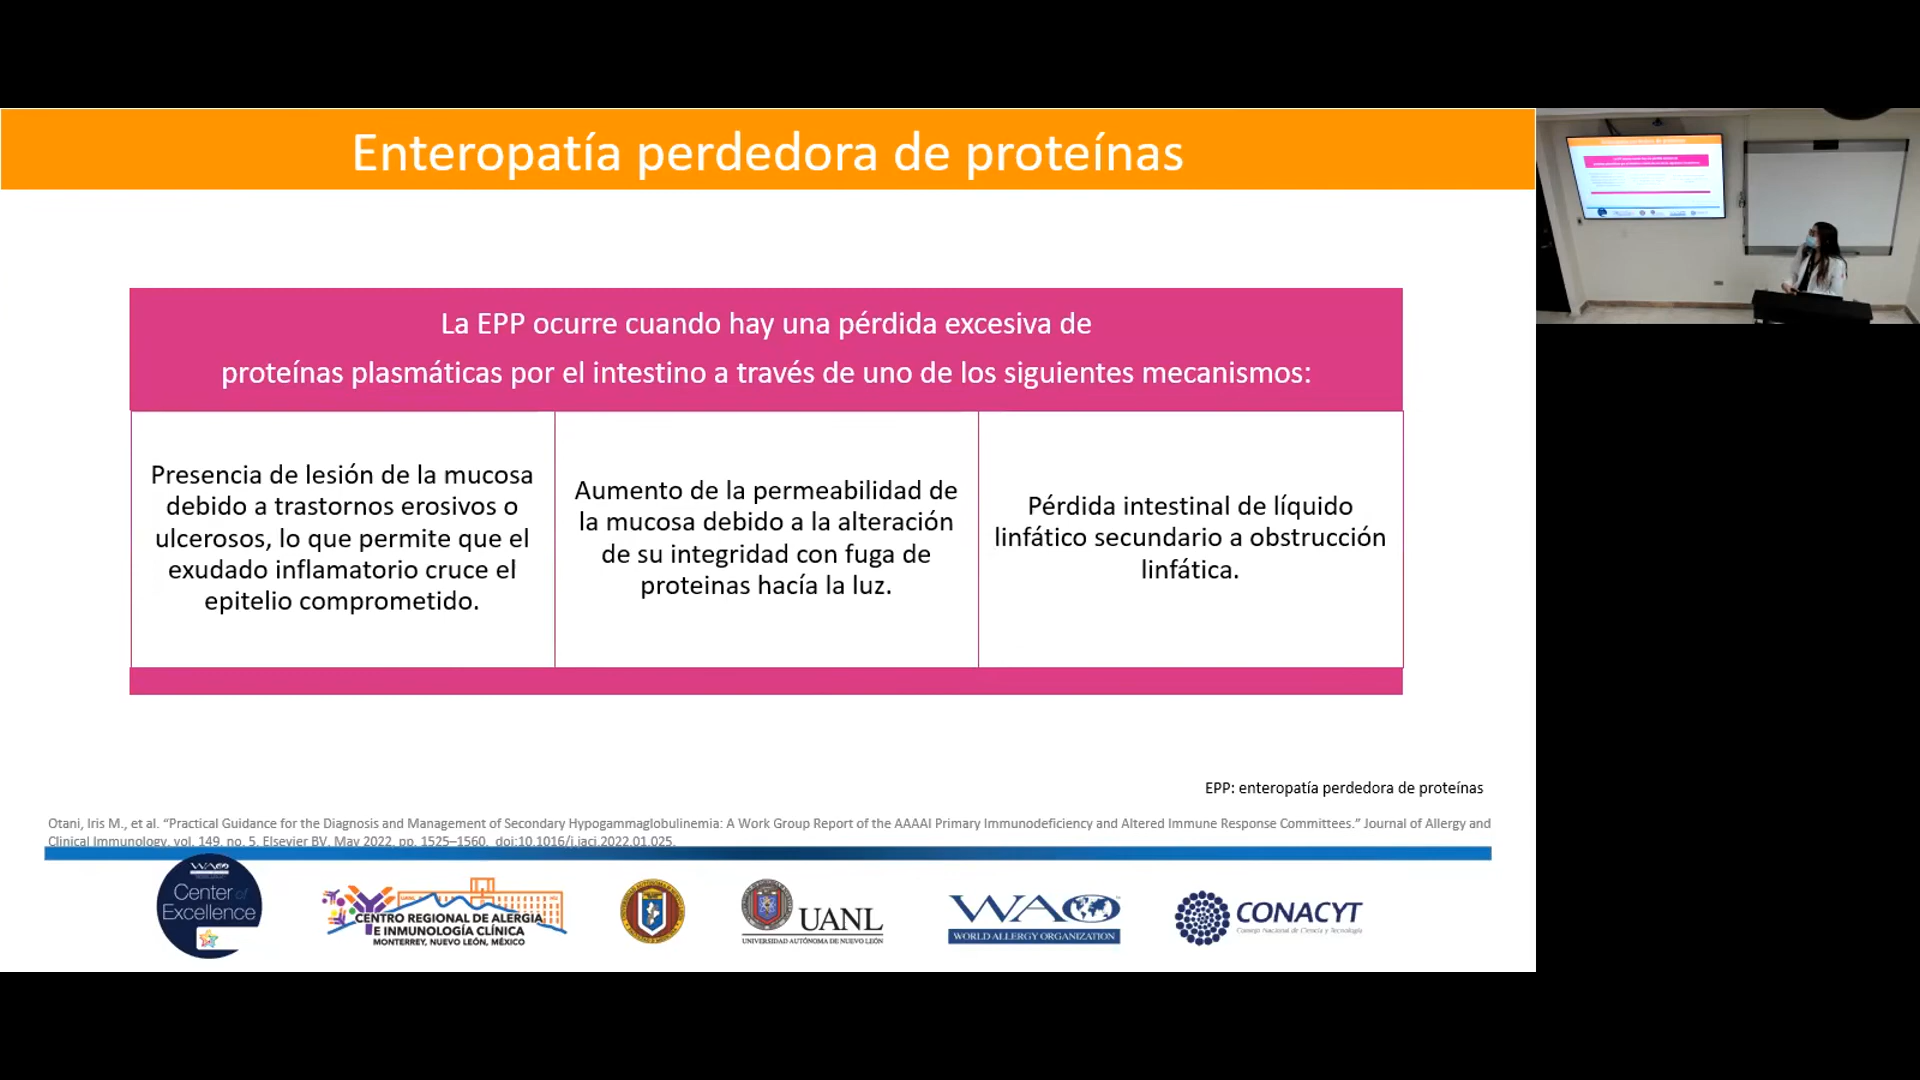 Enteropatía perdedora de proteínas
La EPP ocurre cuando hay una pérdida excesiva de
proteínas plasmáticas por el intestino a través de uno de los siguientes mecanismos:
Presencia de lesión de la mucosa
debido a trastornos erosivos o
ulcerosos, lo que permite que el
exudado inflamatorio cruce el
epitelio comprometido.
Aumento de la permeabilidad de
la mucosa debido a la alteración
de su integridad con fuga de
proteinas hacía la luz.
Pérdida intestinal de líquido
linfático secundario a obstrucción
linfática.
EPP: enteropatía perdedora de proteínas
Otani, Iris M., et al. “Practical Guidance for the Diagnosis and Management of Secondary Hypogammaglobulinemia: A Work Group Report of the AAAAI Primary Immunodeficiency and Altered Immune Response Committees.” Journal of Allergy and
Clinical Immunology, vol. 149, no. 5, Elsevier BV, May 2022, pp. 1525–1560, doi:10.1016/j.jaci.2022.01.025.
WAO
Center of
Excellence
CENTRO REGIONAL DE ALERGIA
E INMUNOLOGÍA CLÍNICA
MONTERREY, NUEVO LEÓN, MÉXICO
UANL
UNIVERSIDAD AUTÓNOMA DE NUEVO LEÓN
WAO
WORLD ALLERGY ORGANIZATION
CONACYT
Consejo Nacional de Ciencia y Tecnología